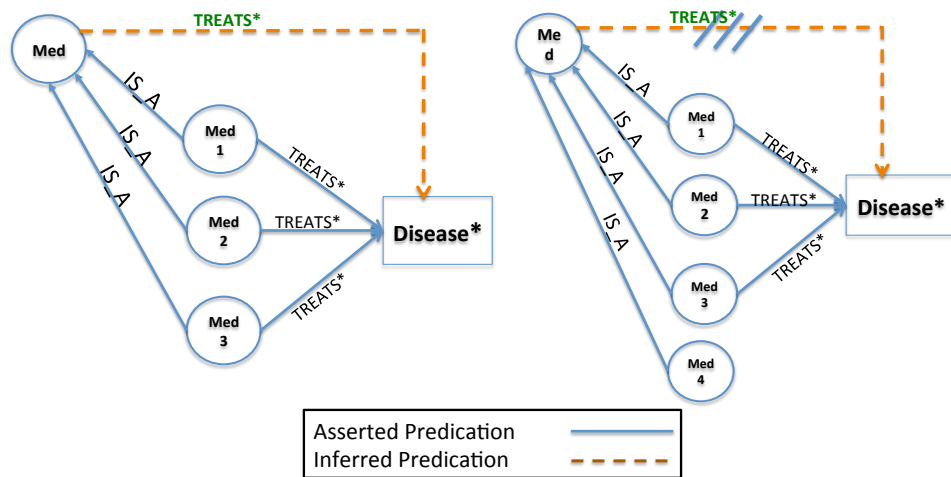 TREATS*
Med
IS_A
IS_A
IS_A
Med
1
Med
2
Med
3
TREATS*
TREATS*
TREATS*
Disease*
TREATS*
Me
d
IS_A
IS_A
IS_A
IS_A
Med
1
Med
2
Med
3
Med
4
TREATS*
TREATS*
TREATS*
Disease*
Asserted Predication
Inferred Predication